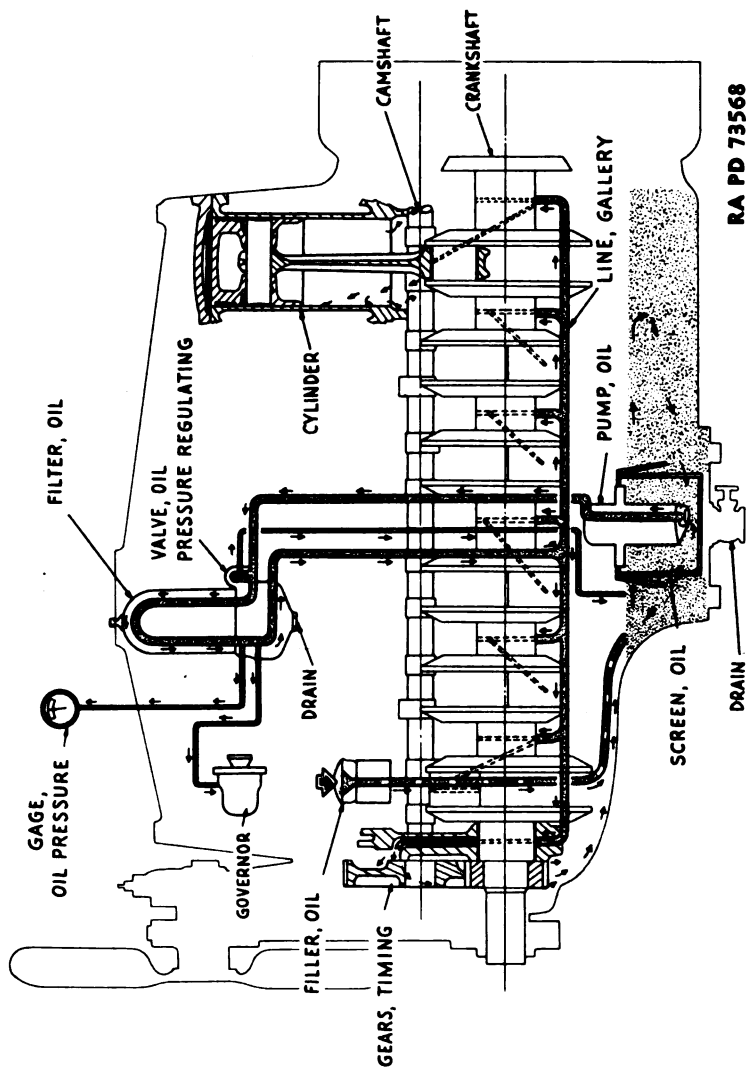 GAGE,
OIL PRESSURE
FILTER, OIL
VALVE, OIL
PRESSURE REGULATING
GOVERNOR
DRAIN
CYLINDER
CAMSHAFT
CRANKSHAFT
FILLER, OIL
GEARS, TIMING
LINE, GALLERY
PUMP, OIL
SCREEN, OIL
DRAIN
RA PD 73568